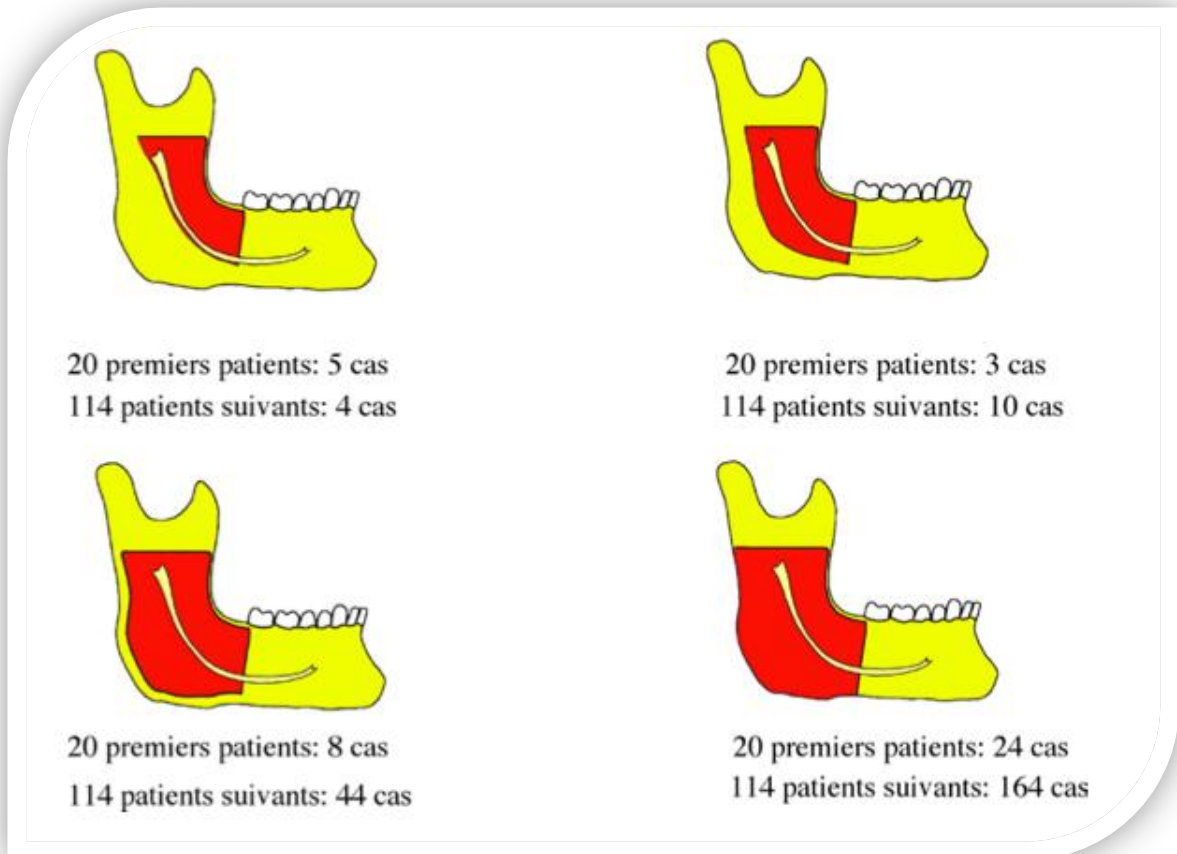 20 premiers patients: 5 cas
114 patients suivants: 4 cas
20 premiers patients: 3 cas
114 patients suivants: 10 cas
20 premiers patients: 8 cas
114 patients suivants: 44 cas
20 premiers patients: 24 cas
114 patients suivants: 164 cas